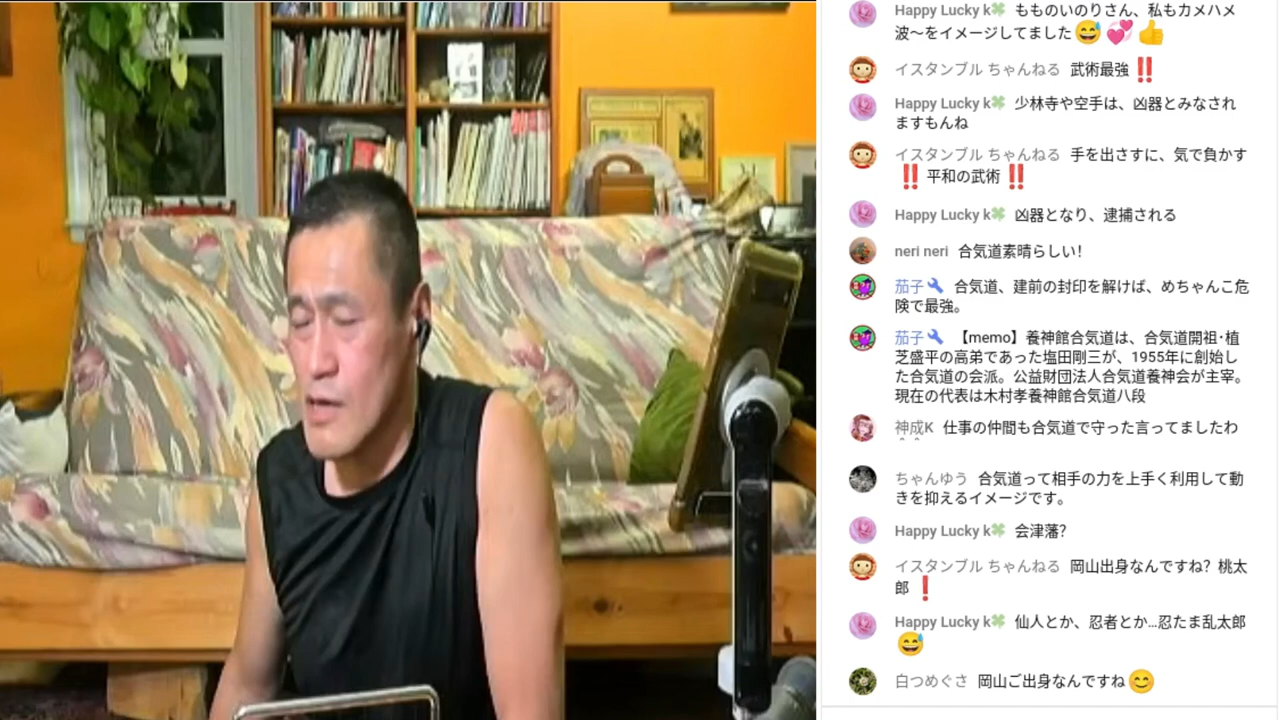 Happy Lucky k🍀 もものいのりさん、私もカメハメ
波〜をイメージしてました😅💞👍
イスタンブル ちゃんねる 武術最強‼️
Happy Lucky k🍀 少林寺や空手は、凶器とみなされ
ますもんね
イスタンブル ちゃんねる 手を出さすに、気で負かす
‼️平和の武術‼️
Happy Lucky k🍀 凶器となり、逮捕される
neri neri 合気道素晴らしい!
茄子🔧 合気道、建前の封印を解けば、めちゃんこ危
険で最強。
茄子🔧 【memo】養神館合気道は、合気道開祖･植
芝盛平の高弟であった塩田剛三が、1955年に創始し
た合気道の会派。公益財団法人合気道養神会が主宰。
現在の代表は木村孝養神館合気道八段
神成K 仕事の仲間も合気道で守った言ってましたわ
ちゃんゆう 合気道って相手の力を上手く利用して動
きを抑えるイメージです。
Happy Lucky k🍀 会津藩?
イスタンブル ちゃんねる 岡山出身なんですね? 桃太
郎❗
Happy Lucky k🍀 仙人とか、忍者とか…忍たま乱太郎
😅
白つめぐさ 岡山ご出身なんですね😊